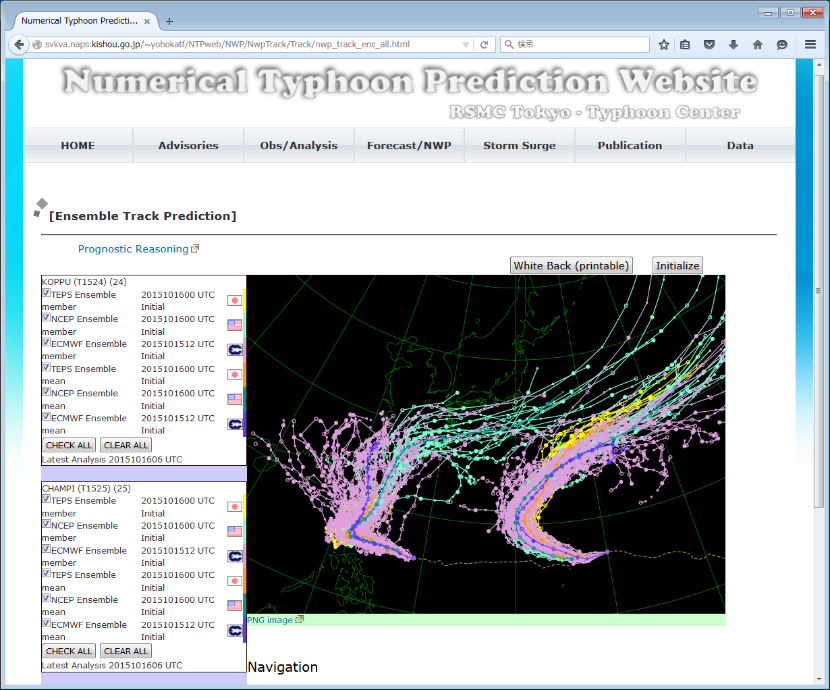 Numerical Typhoon Predicti...
svkva.naps.kishou.go.jp/~yohokatf/NTPweb/NWP/NwpTrack/Track/nwp_track_ens_all.html
検索
Numerical Typhoon Prediction Website
RSMC Tokyo - Typhoon Center
HOME Advisories Obs/Analysis Forecast/NWP Storm Surge Publication Data
[Ensemble Track Prediction]
Prognostic Reasoning
White Back (printable) Initialize
KOPPU (T1524) (24)
TEPS Ensemble 2015101600 UTC
member Initial
NCEP Ensemble 2015101600 UTC
member Initial
ECMWF Ensemble 2015101512 UTC
member Initial
TEPS Ensemble 2015101600 UTC
mean Initial
NCEP Ensemble 2015101600 UTC
mean Initial
ECMWF Ensemble 2015101512 UTC
mean Initial
CHECK ALL CLEAR ALL
Latest Analysis 2015101606 UTC
CHAMPI (T1525) (25)
TEPS Ensemble 2015101600 UTC
member Initial
NCEP Ensemble 2015101600 UTC
member Initial
ECMWF Ensemble 2015101512 UTC
member Initial
TEPS Ensemble 2015101600 UTC
mean Initial
NCEP Ensemble 2015101600 UTC
mean Initial
ECMWF Ensemble 2015101512 UTC
mean Initial
CHECK ALL CLEAR ALL
Latest Analysis 2015101606 UTC
PNG image
Navigation